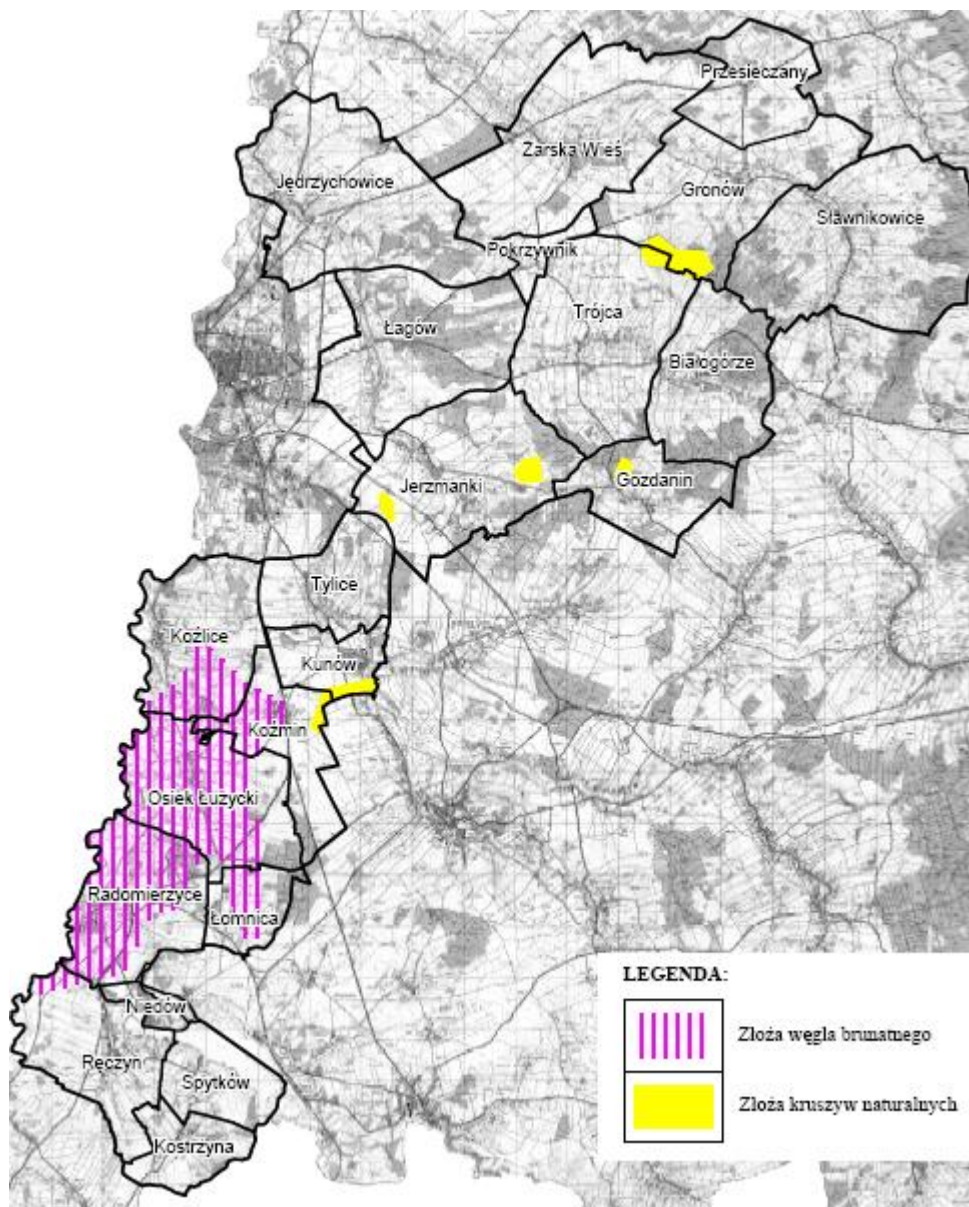 Przesieczany
Żarska Wieś
Jędrzychowice
Gronów
Sławnikowice
Pokrzywnik
Trójca
Łagów
Białogórze
Jerzmanki
Gozdanin
Tylice
Koźlice
Kunów
Koźmin
Osiek Łużycki
Radomierzyce
Łomnica
LEGENDA:
Niedów
Złoża węgla brunatnego
Ręczyn
Spytków
Złoża kruszyw naturalnych
Kostrzyna